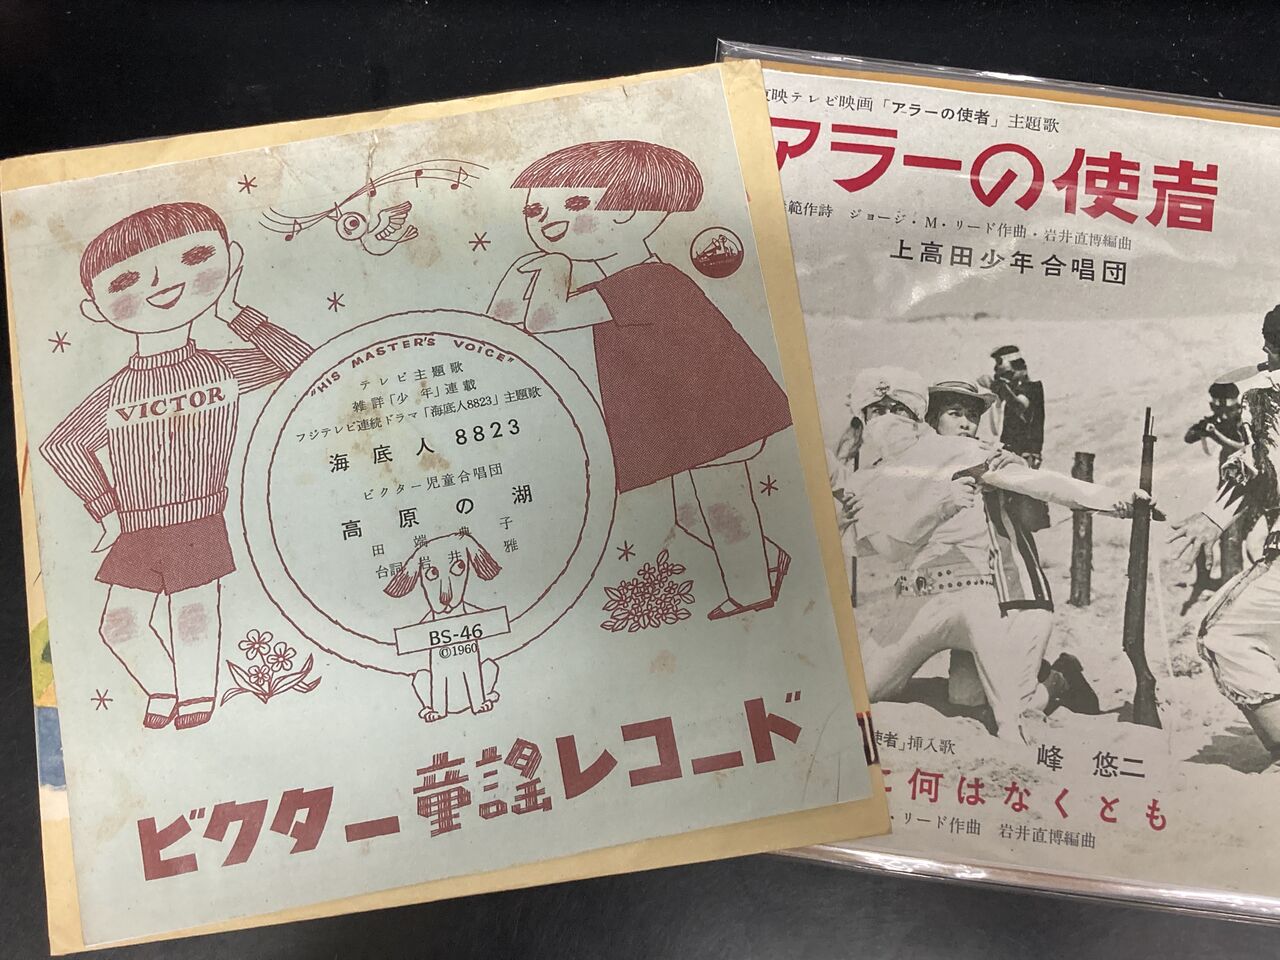 VICTOR
"HIS MASTER'S VOICE"
テレビ主題歌
雑詳「少年」連載
フジテレビ連続ドラマ「海底人8823」主題歌
海底人 8823
ビクター児童合唱団
高原の湖
田端典子
台詞 岩井 雅
BS-46
©1960
ビクター童謡レコード
映テレビ映画「アラーの使者」主題歌
アラーの使者
範作詩 ジョージ・M・リード作曲・岩井直博編曲
上高田少年合唱団
使者」挿入歌
峰 悠二
に何はなくとも
・リード作曲 岩井直博編曲